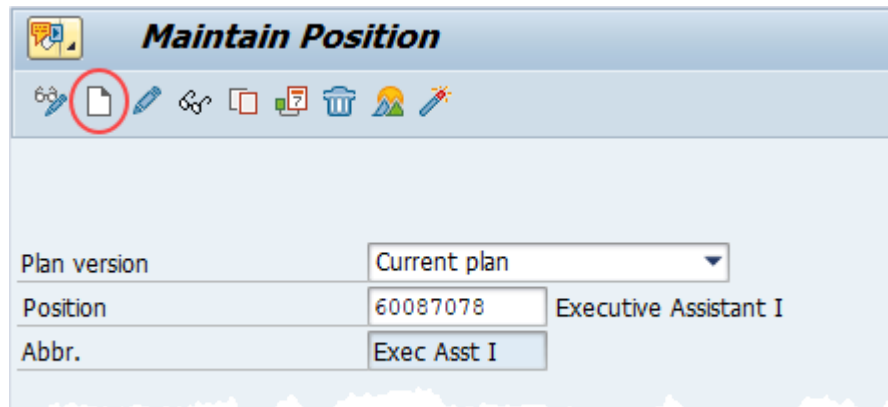 Maintain Position
Plan version Current plan
Position 60087078 Executive Assistant I
Abbr. Exec Asst I